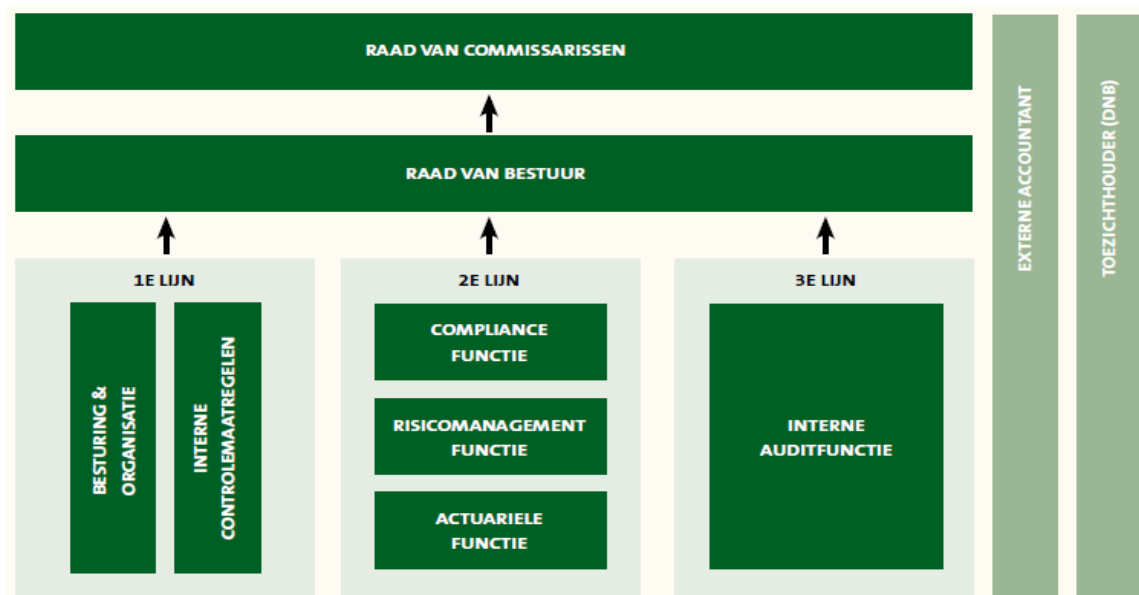 RAAD VAN COMMISSARISSEN
RAAD VAN BESTUUR
1E LIJN
BESTURING &
ORGANISATIE
INTERNE
CONTROLEMAATREGELEN
2E LIJN
COMPLIANCE
FUNCTIE
RISICOMANAGEMENT
FUNCTIE
ACTUARIELE
FUNCTIE
3E LIJN
INTERNE
AUDITFUNCTIE
EXTERNE ACCOUNTANT
TOEZICHTHOUDER (DNB)